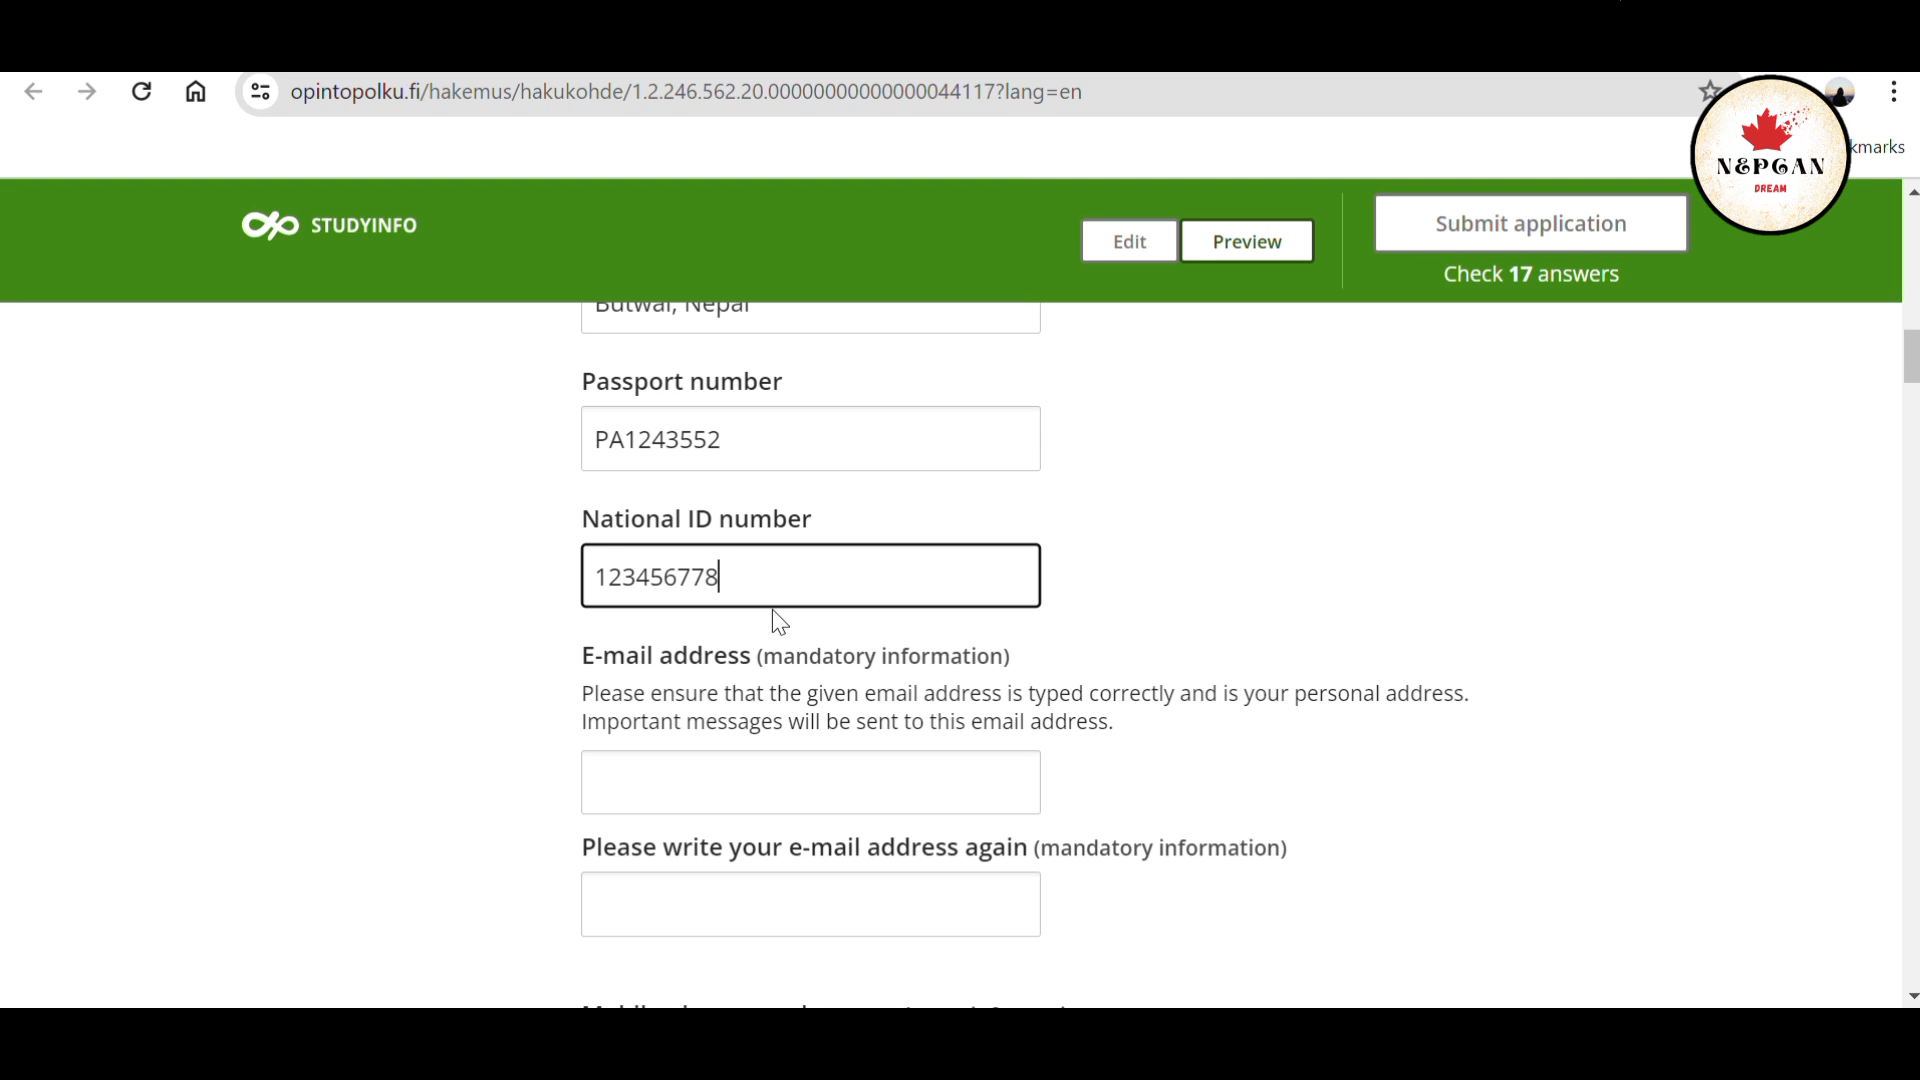 opintopolku.fi/hakemus/hakukohde/1.2.246.562.20.00000000000000044117?lang=en
kmarks
NEPCAN
DREAM
STUDYINFO
Edit
Preview
Submit application
Check 17 answers
Butwal, Nepal
Passport number
PA1243552
National ID number
123456778
E-mail address (mandatory information)
Please ensure that the given email address is typed correctly and is your personal address.
Important messages will be sent to this email address.
Please write your e-mail address again (mandatory information)